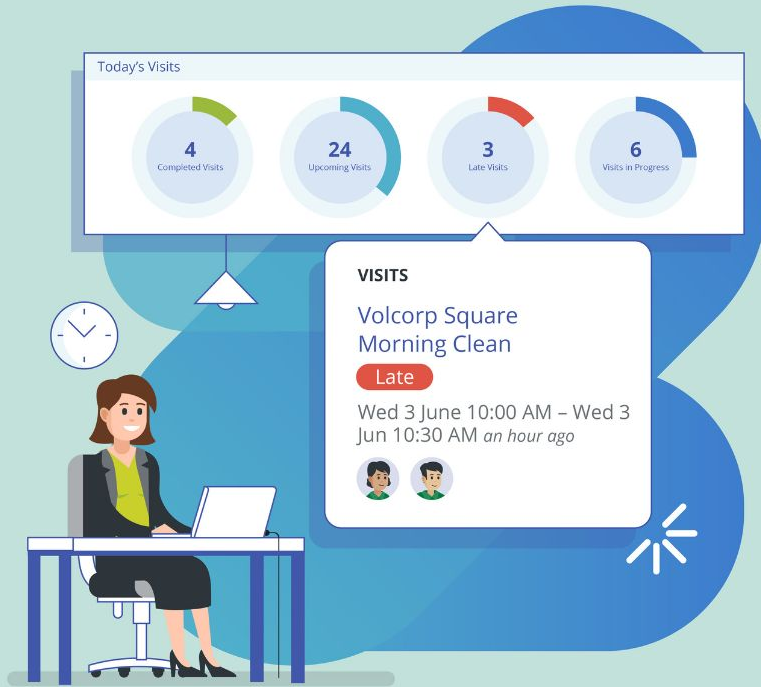 Today's Visits
4
Completed Visits
24
Upcoming Visits
3
Late Visits
6
Visits in Progress
VISITS
Volcorp Square
Morning Clean
Late
Wed 3 June 10:00 AM – Wed 3
Jun 10:30 AM an hour ago